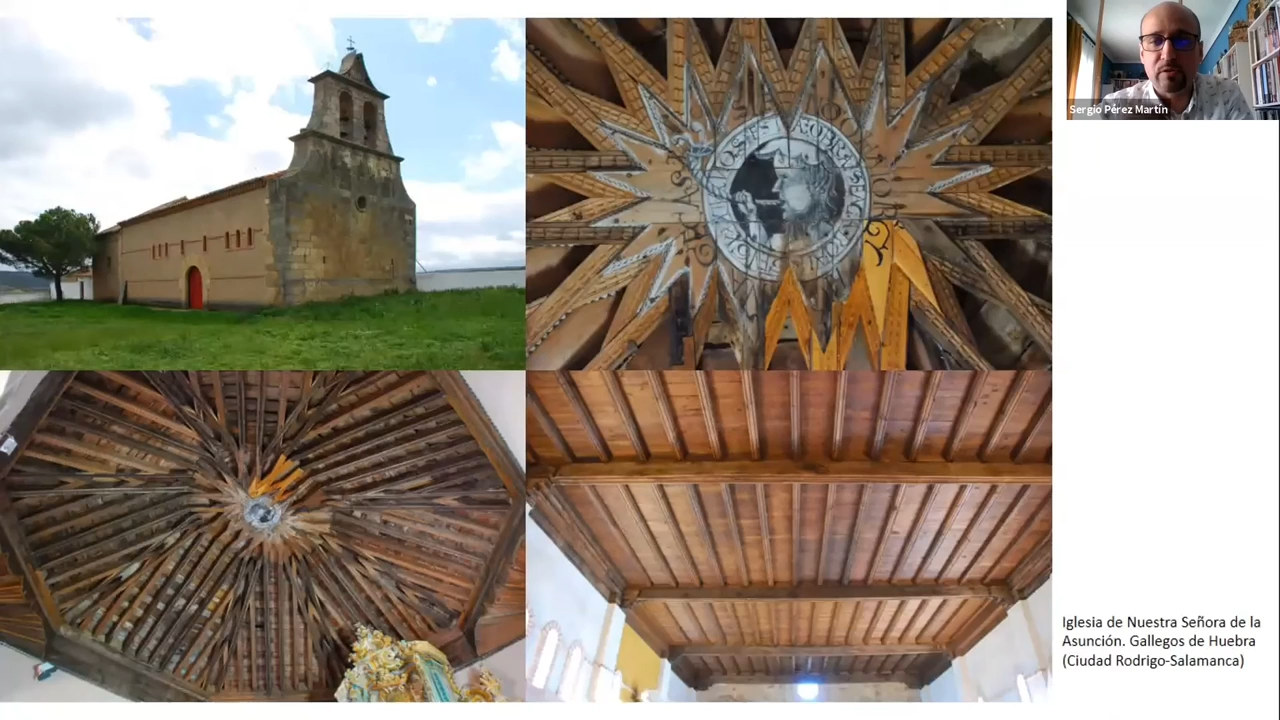 Sergio Pérez Martín
Iglesia de Nuestra Señora de la
Asunción. Gallegos de Huebra
(Ciudad Rodrigo-Salamanca)